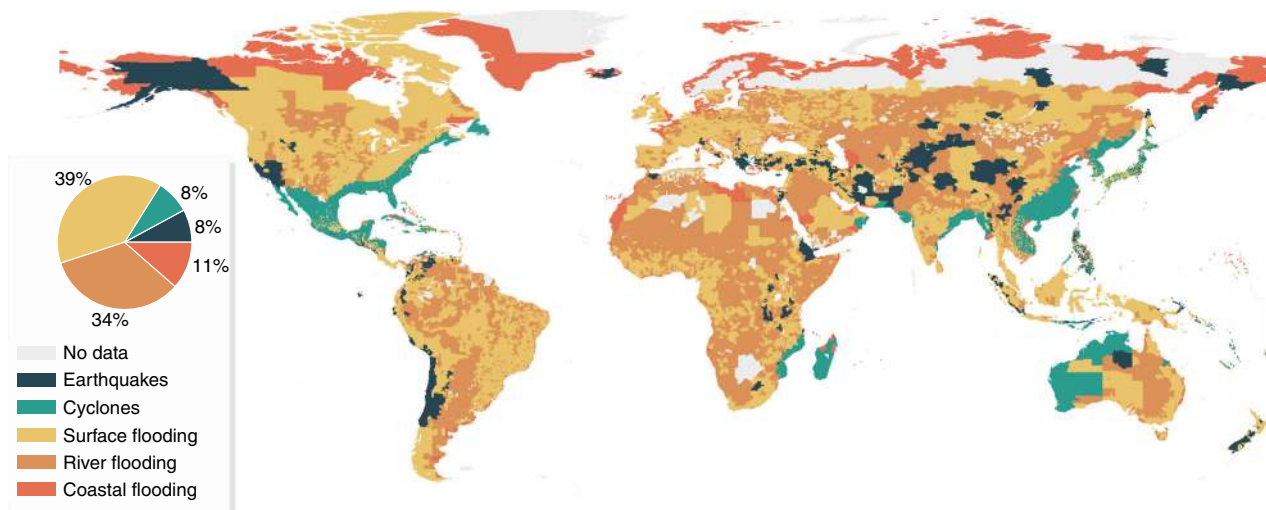 39%
8%
8%
11%
34%
No data
Earthquakes
Cyclones
Surface flooding
River flooding
Coastal flooding